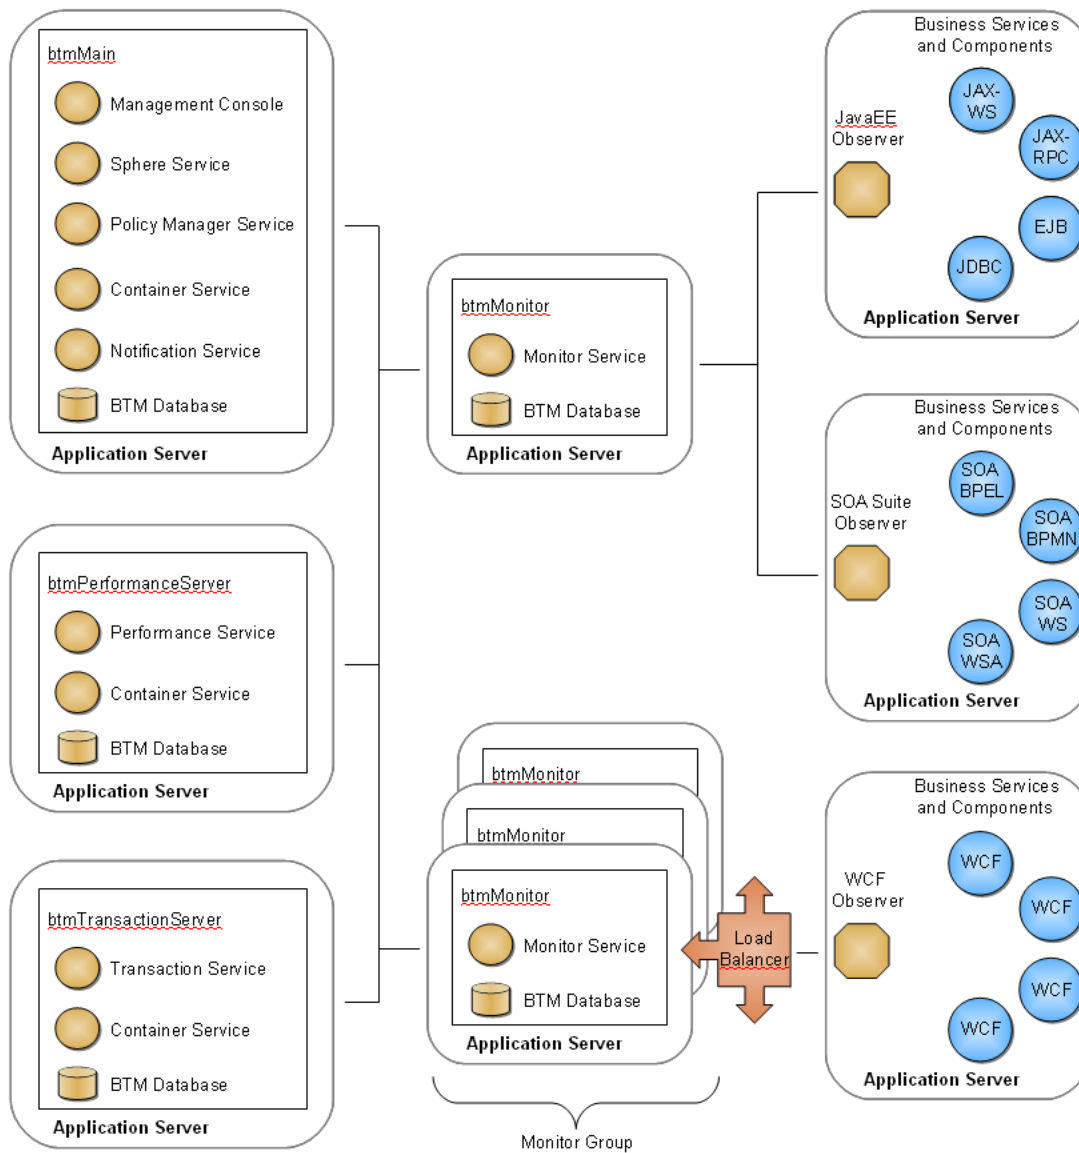 btmMain
Management Console
Sphere Service
Policy Manager Service
Container Service
Notification Service
BTM Database
Application Server
btmPerformanceServer
Performance Service
Container Service
BTM Database
Application Server
btmTransactionServer
Transaction Service
Container Service
BTM Database
Application Server
btmMonitor
Monitor Service
BTM Database
Application Server
btmMonitor
btmMonitor
btmMonitor
Monitor Service
BTM Database
Application Server
Monitor Group
Load
Balancer
Business Services
and Components
JavaEE
Observer
JAX-
WS
JAX-
RPC
EJB
JDBC
Application Server
Business Services
and Components
SOA Suite
Observer
SOA
BPEL
SOA
BPMN
SOA
WS
SOA
WSA
Application Server
Business Services
and Components
WCF
Observer
WCF
WCF
WCF
WCF
Application Server